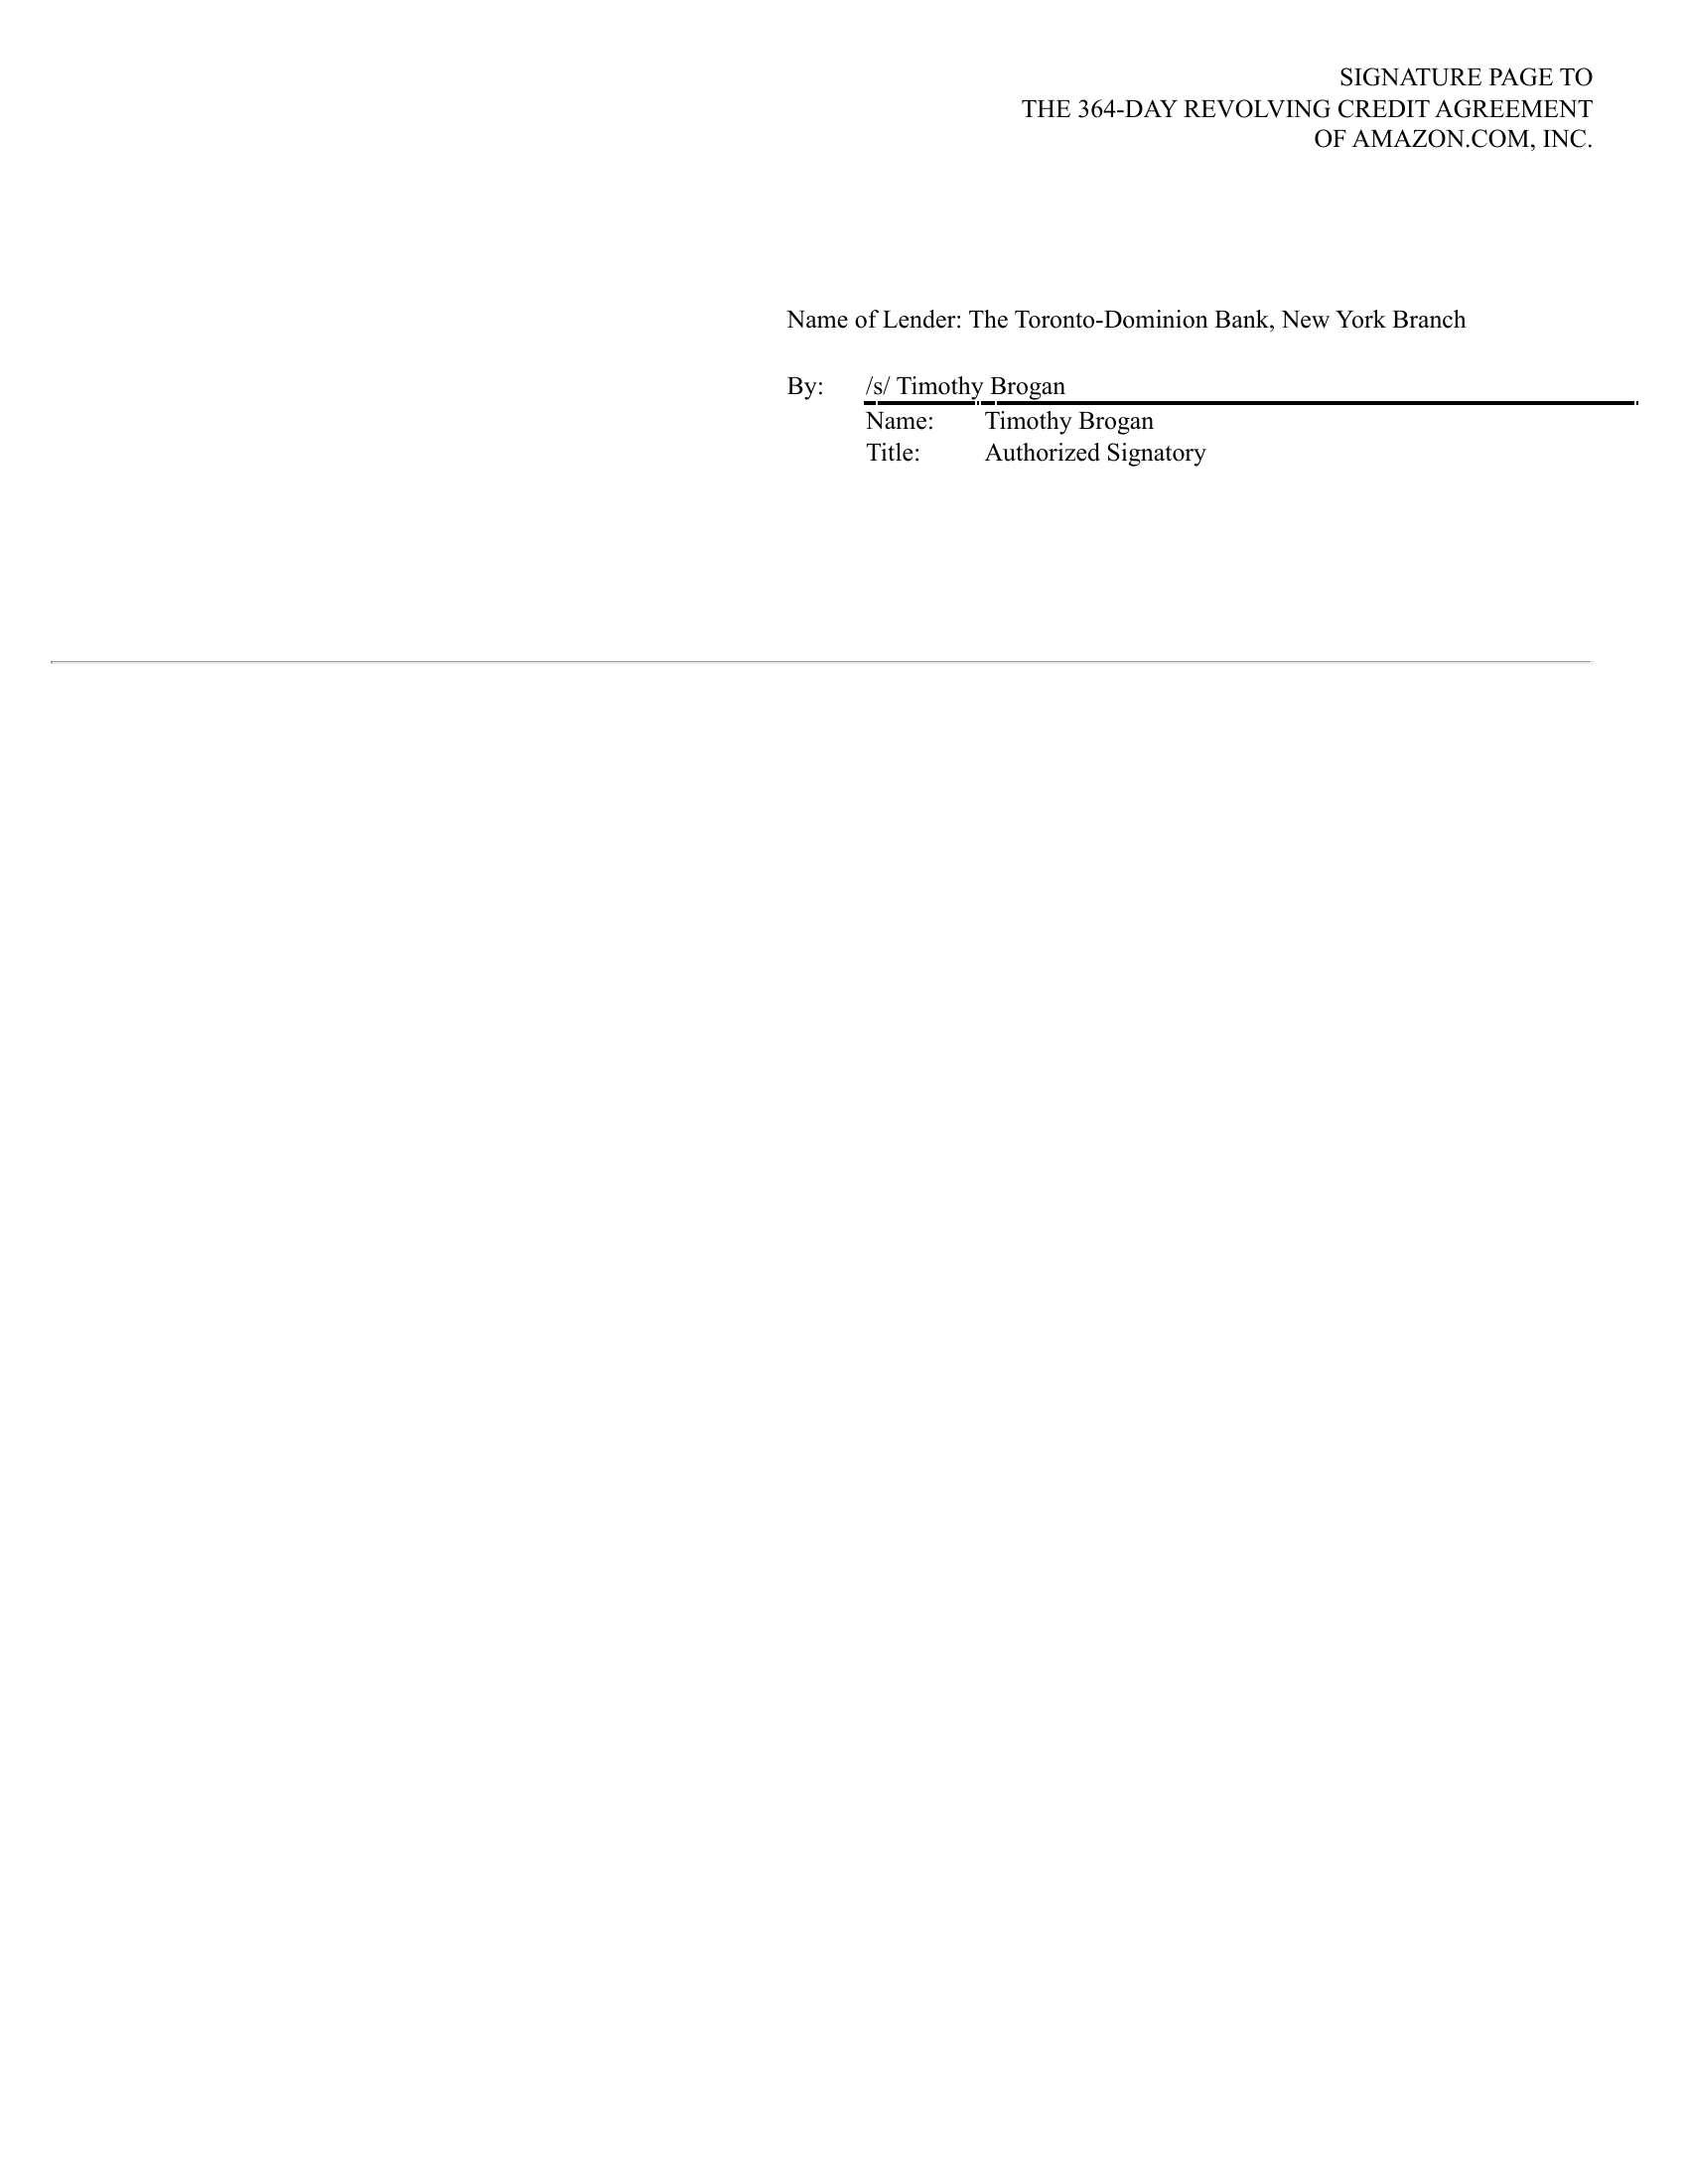 SIGNATURE PAGE TO
THE 364-DAY REVOLVING CREDIT AGREEMENT
OF AMAZON.COM, INC.
Name of Lender: The Toronto-Dominion Bank, New York Branch
By: /s/ Timothy Brogan
Name: Timothy Brogan
Title: Authorized Signatory